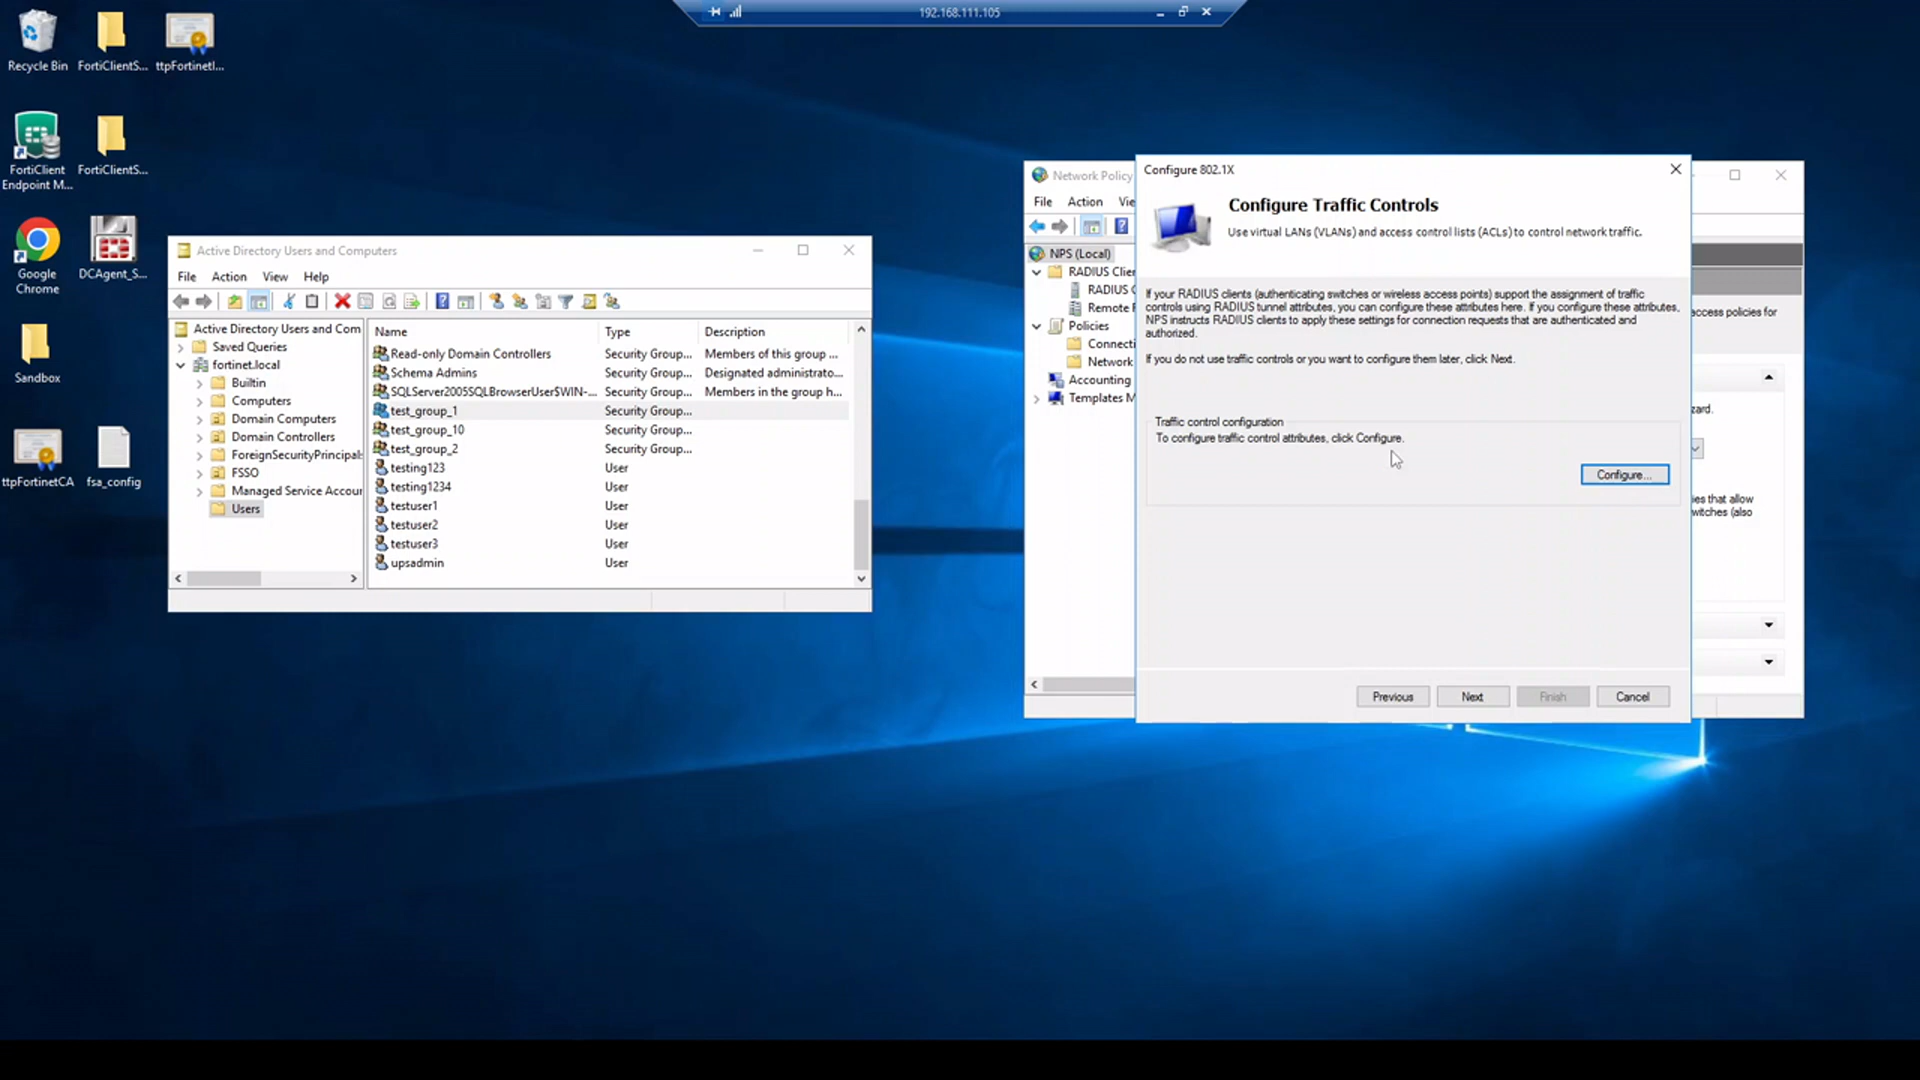 192.168.111.105
Recycle Bin
FortiClientS...
ttpFortinetI...
FortiClient
Endpoint M...
FortiClientS...
Google
Chrome
DCAgent_S...
Sandbox
ttpFortinetCA
fsa_config
Active Directory Users and Computers
File Action View Help
Active Directory Users and Com
Saved Queries
fortinet.local
Builtin
Computers
Domain Computers
Domain Controllers
ForeignSecurityPrincipals
FSSO
Managed Service Accour
Users
Name Type Description
Read-only Domain Controllers Security Group... Members of this group ...
Schema Admins Security Group... Designated administrato...
SQLServer2005SQLBrowserUser$WIN-... Security Group... Members in the group h...
test_group_1 Security Group...
test_group_10 Security Group...
test_group_2 Security Group...
testing123 User
testing1234 User
testuser1 User
testuser2 User
testuser3 User
upsadmin User
Network Policy
File Action Vie
NPS (Local)
RADIUS Clie
RADIUS C
Remote
Policies
Connecti
Network
Accounting
Templates M
access policies for
zard.
ies that allow
witches (also
Configure 802.1X
Configure Traffic Controls
Use virtual LANs (VLANs) and access control lists (ACLs) to control network traffic.
If your RADIUS clients (authenticating switches or wireless access points) support the assignment of traffic
controls using RADIUS tunnel attributes, you can configure these attributes here. If you configure these attributes,
NPS instructs RADIUS clients to apply these settings for connection requests that are authenticated and
authorized.
If you do not use traffic controls or you want to configure them later, click Next.
Traffic control configuration
To configure traffic control attributes, click Configure.
Configure...
Previous Next Finish Cancel